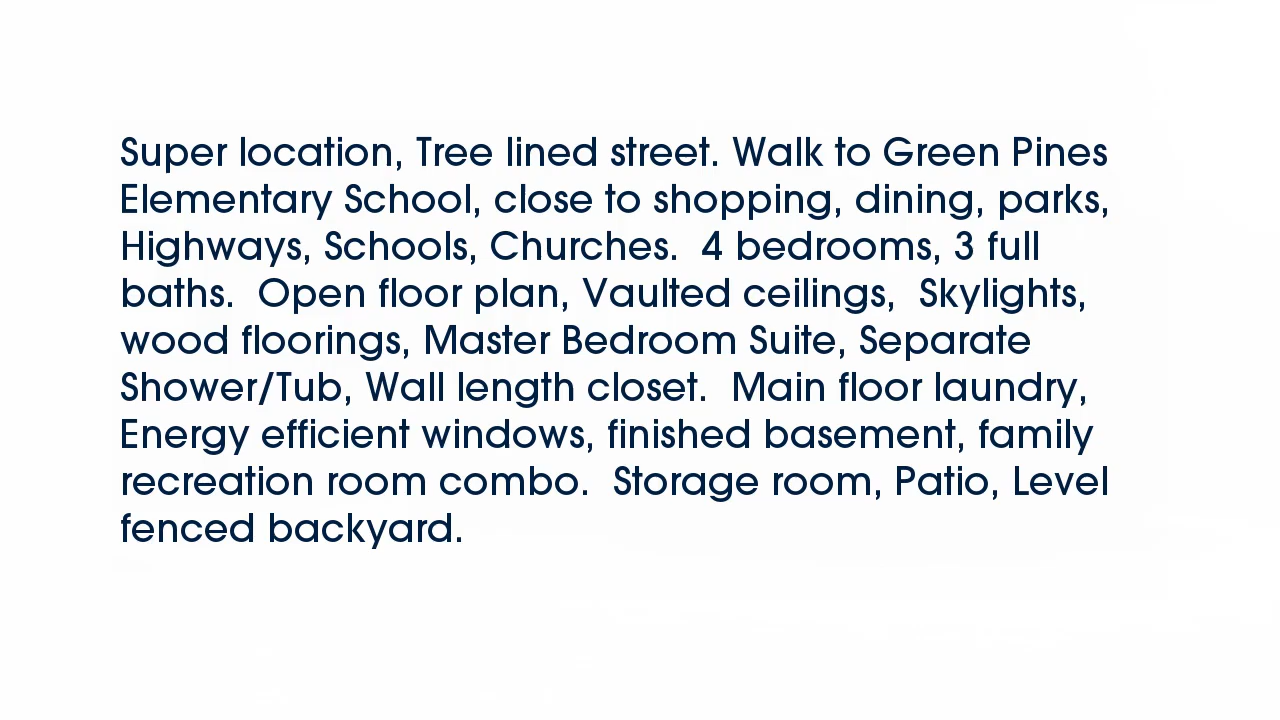 Super location, Tree lined street. Walk to Green Pines
Elementary School, close to shopping, dining, parks,
Highways, Schools, Churches.  4 bedrooms, 3 full
baths.  Open floor plan, Vaulted ceilings,  Skylights,
wood floorings, Master Bedroom Suite, Separate
Shower/Tub, Wall length closet.  Main floor laundry,
Energy efficient windows, finished basement, family
recreation room combo.  Storage room, Patio, Level
fenced backyard.